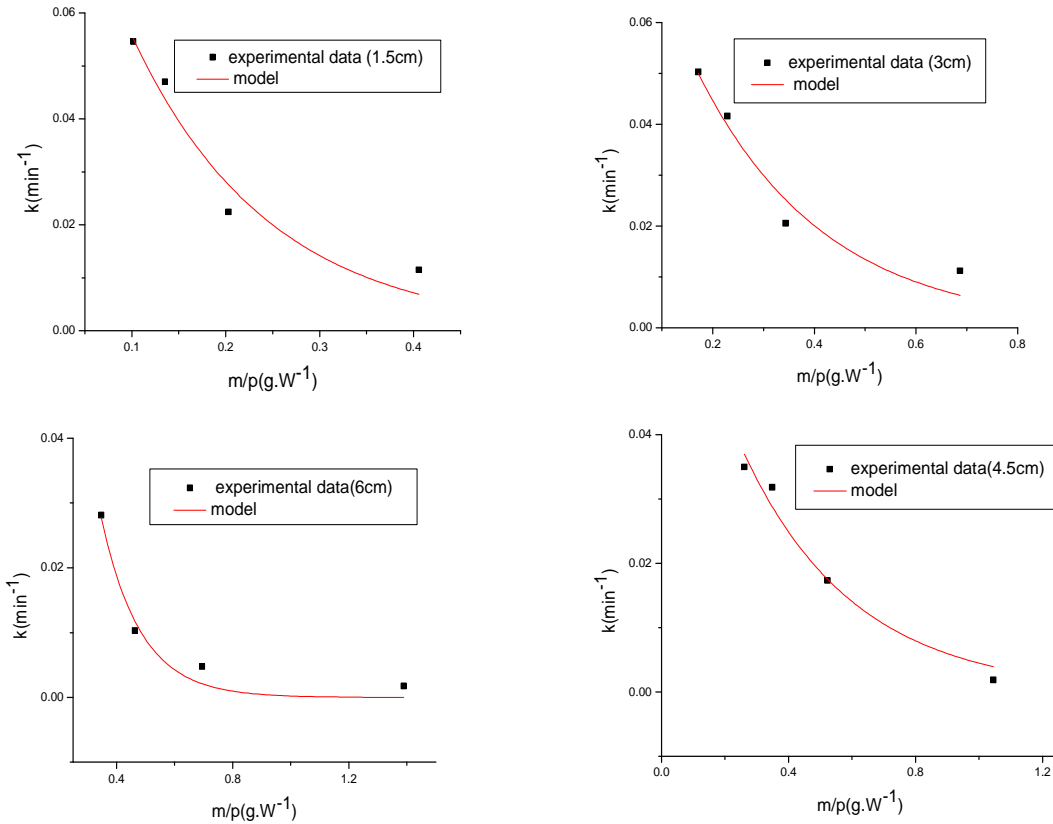 0.06
0.04
0.02
0.00
k(min⁻¹)
experimental data (1.5cm)
model
0.1
0.2
0.3
0.4
m/p(g.W⁻¹)
0.06
0.04
0.02
0.00
k(min⁻¹)
experimental data (3cm)
model
0.2
0.4
0.6
0.8
m/p(g.W⁻¹)
0.04
0.02
0.00
k(min⁻¹)
experimental data(6cm)
model
0.4
0.8
1.2
m/p(g.W⁻¹)
0.04
0.02
0.00
k(min⁻¹)
experimental data(4.5cm)
model
0.0
0.4
0.8
1.2
m/p(g.W⁻¹)